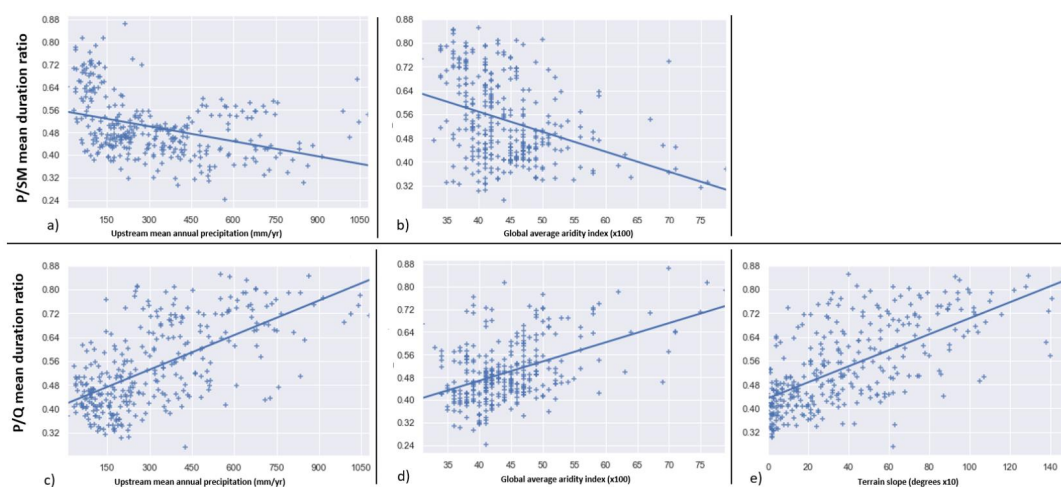 P/SM mean duration ratio
0.88
0.80
0.72
0.64
0.56
0.48
0.40
0.32
0.24
150 300 450 600 750 900 1050
a)
Upstream mean annual precipitation (mm/yr)
0.88
0.80
0.72
0.64
0.56
0.48
0.40
0.32
35 40 45 50 55 60 65 70 75
b)
Global average aridity index (x100)
P/Q mean duration ratio
0.88
0.80
0.72
0.64
0.56
0.48
0.40
0.32
150 300 450 600 750 900 1050
c)
Upstream mean annual precipitation (mm/yr)
0.88
0.80
0.72
0.64
0.56
0.48
0.40
0.32
0.24
35 40 45 50 55 60 65 70 75
d)
Global average aridity index (x100)
0.88
0.80
0.72
0.64
0.56
0.48
0.40
0.32
0 20 40 60 80 100 120 140
e)
Terrain slope (degrees x10)